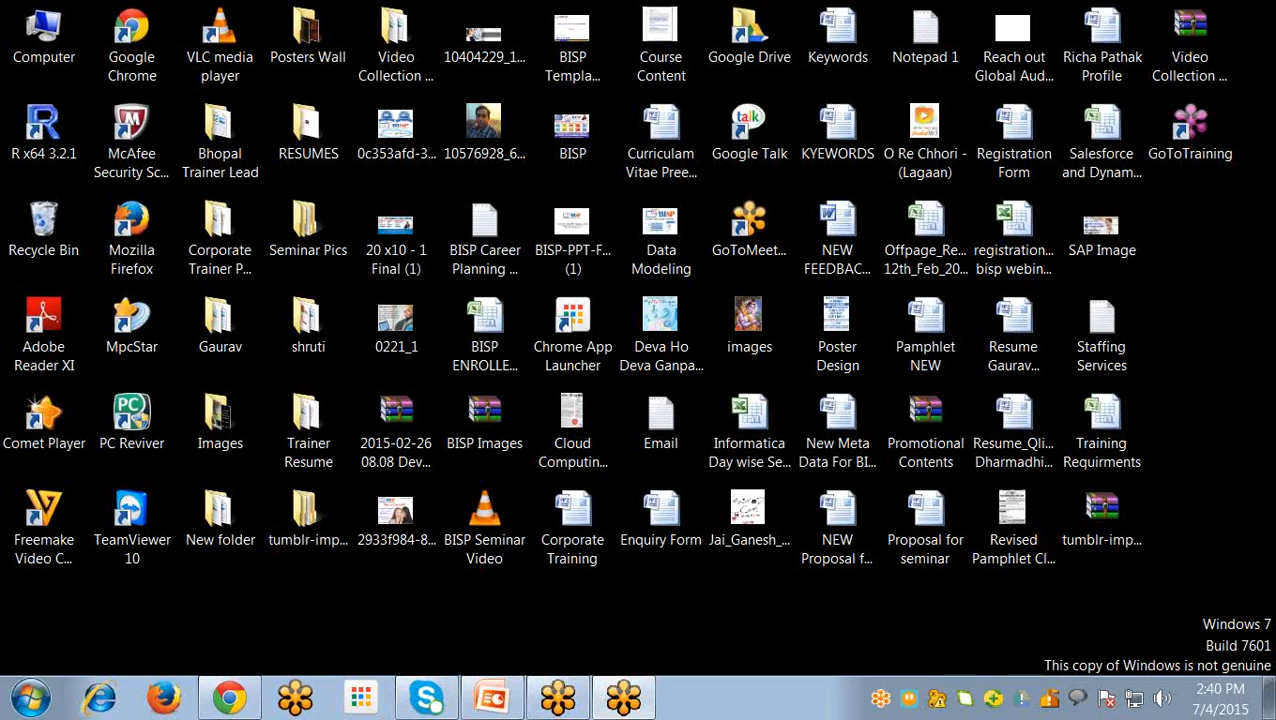 Computer
Google
Chrome
VLC media
player
Posters Wall
Video
Collection ...
10404229_1...
BISP
Templa...
Course
Content
Google Drive
Keywords
Notepad 1
Reach out
Global Aud...
Richa Pathak
Profile
Video
Collection ...
R x64 3.2.1
McAfee
Security Sc...
Bhopal
Trainer Lead
RESUMES
0c353afd-3...
10576928_6...
BISP
Curriculam
Vitae Pree...
talk
Google Talk
KYEWORDS
O Re Chhori -
(Lagaan)
Registration
Form
Salesforce
and Dynam...
GoToTraining
Recycle Bin
Mozilla
Firefox
Corporate
Trainer P...
Seminar Pics
20 x10 - 1
Final (1)
BISP Career
Planning ...
BISP-PPT-F...
(1)
Data
Modeling
GoToMeet...
NEW
FEEDBAC...
Offpage_Re...
12th_Feb_20...
registration...
bisp webin...
SAP Image
Adobe
Reader XI
MpcStar
Gaurav
shruti
0221_1
BISP
ENROLLE...
Chrome App
Launcher
Deva Ho
Deva Ganpa...
images
Poster
Design
Pamphlet
NEW
Resume
Gaurav...
Staffing
Services
Comet Player
PC
PC Reviver
Images
Trainer
Resume
2015-02-26
08.08 Dev...
BISP Images
Cloud
Computin...
Email
Informatica
Day wise Se...
New Meta
Data For BI...
Promotional
Contents
Resume_Qli...
Dharmadhi...
Training
Requirments
Freemake
Video C...
TeamViewer
10
New folder
tumblr-imp...
2933f984-8...
BISP Seminar
Video
Corporate
Training
Enquiry Form
Jai_Ganesh_...
NEW
Proposal f...
Proposal for
seminar
Revised
Pamphlet Cl...
tumblr-imp...
Windows 7
Build 7601
This copy of Windows is not genuine
2:40 PM
7/4/2015